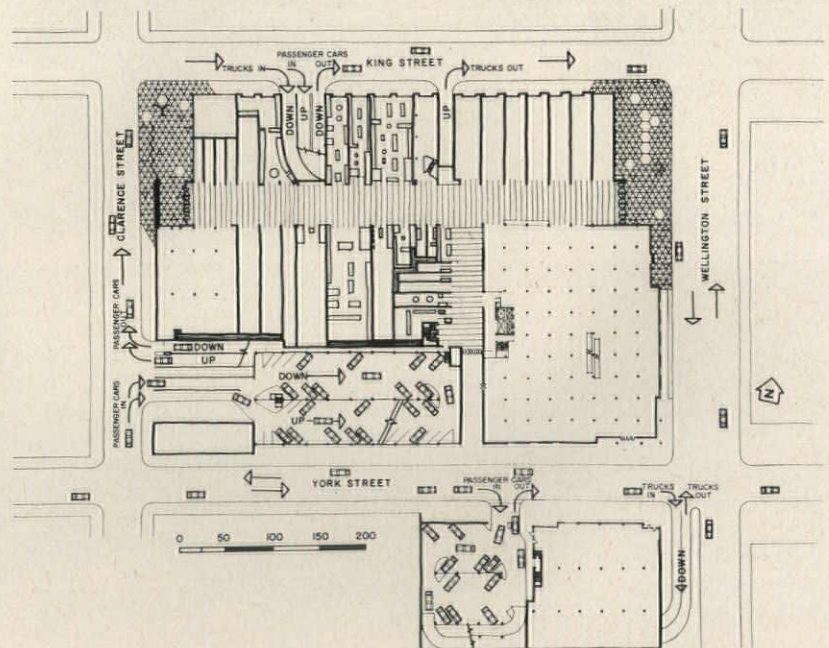 PASSENGER CARS
IN OUT
TRUCKS IN
KING STREET
TRUCKS OUT
DOWN
UP
DOWN
UP
CLARENCE STREET
WELLINGTON STREET
PASSENGER CARS
OUT
DOWN
UP
PASSENGER CARS
IN
DOWN
UP
N
YORK STREET
PASSENGER CARS
IN OUT
TRUCKS
IN
TRUCKS
OUT
DOWN
0 50 100 150 200